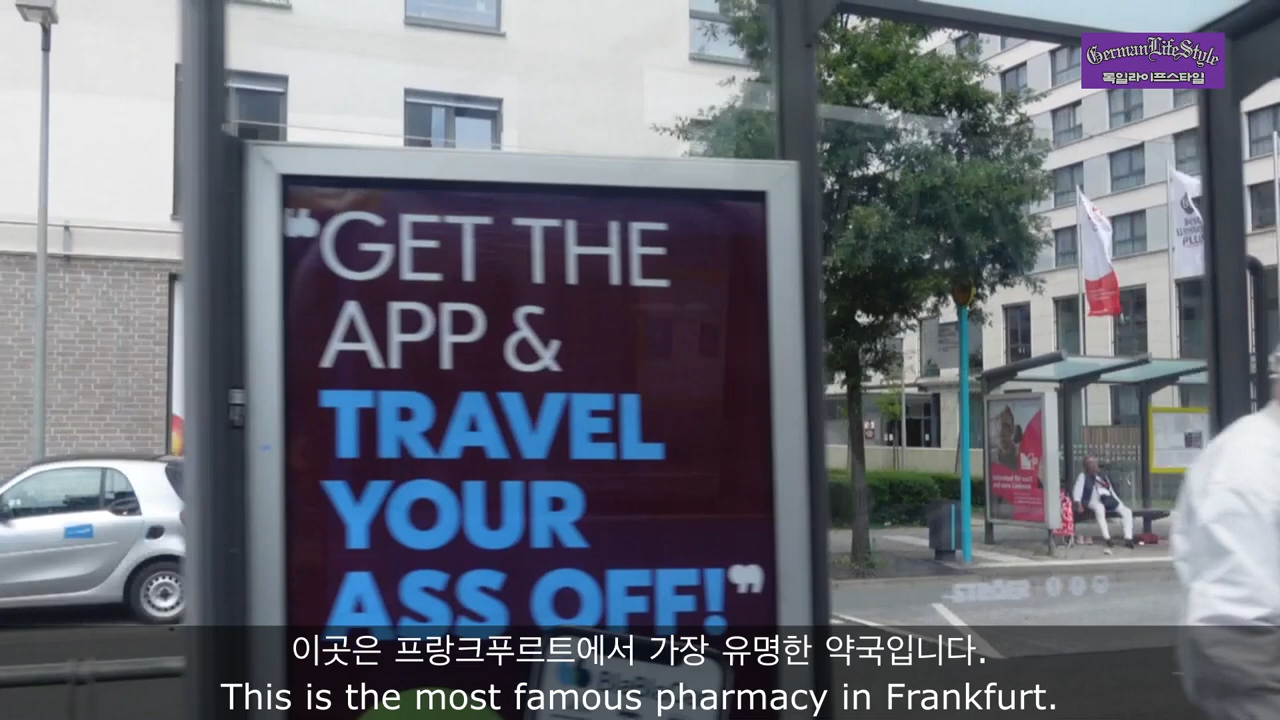 GermanLifeStyle
독일라이프스타일
“GET THE
APP &
TRAVEL
YOUR
ASS OFF!”
PLUS
STRÖER
이곳은 프랑크푸르트에서 가장 유명한 약국입니다.
This is the most famous pharmacy in Frankfurt.